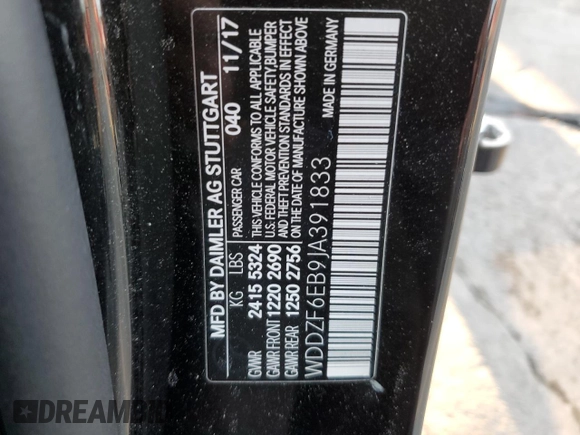 MFD BY DAIMLER AG STUTTGART
040 11/17
KG LBS PASSENGER CAR
GVWR 2415 5324 THIS VEHICLE CONFORMS TO ALL APPLICABLE
GAWR FRONT 1220 2690 U.S. FEDERAL MOTOR VEHICLE SAFETY, BUMPER
GAWR REAR 1250 2756 AND THEFT PREVENTION STANDARDS IN EFFECT
ON THE DATE OF MANUFACTURE SHOWN ABOVE
WDDZF6EB9JA391833
MADE IN GERMANY